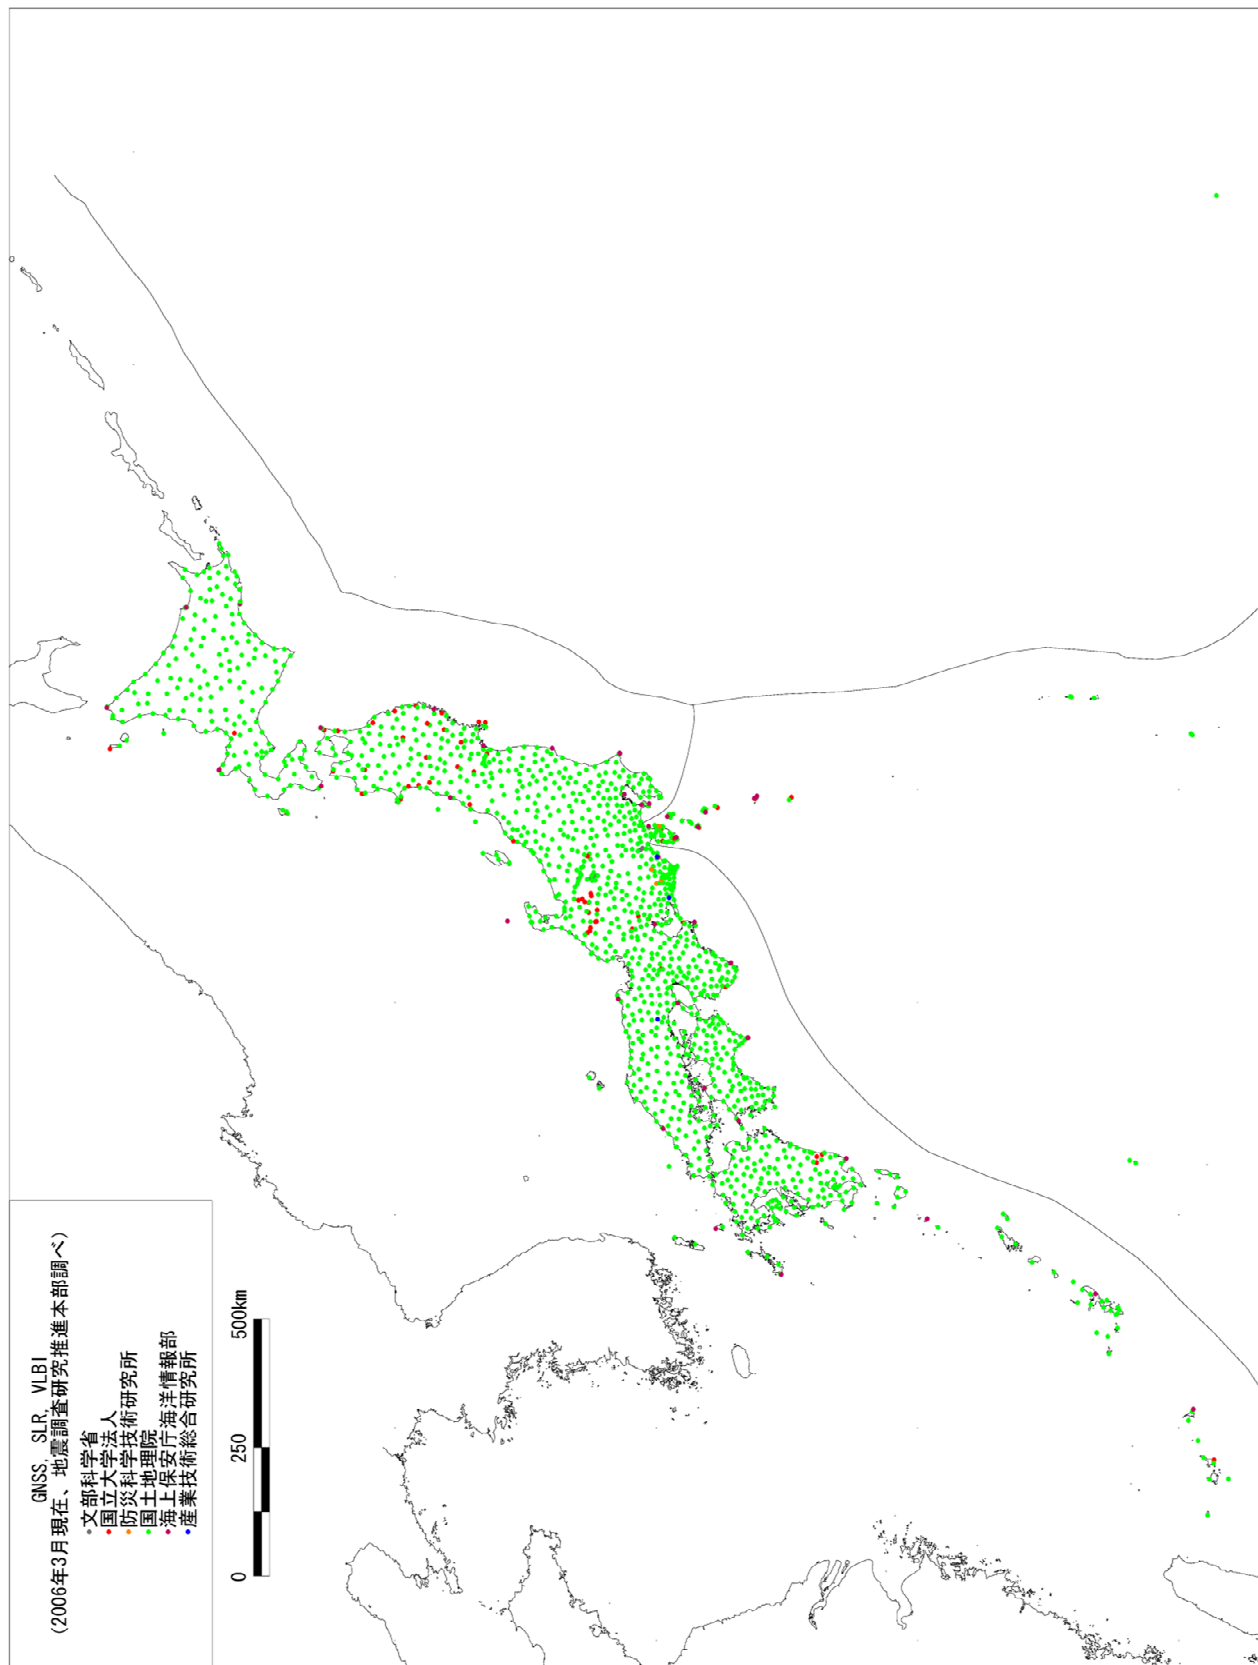 GNSS, SLR, VLBI
(2006年3月現在、地震調査研究推進本部調べ)
文部科学省
国立大学法人
防災科学技術研究所
国土地理院
海上保安庁海洋情報部
産業技術総合研究所
0 250 500km